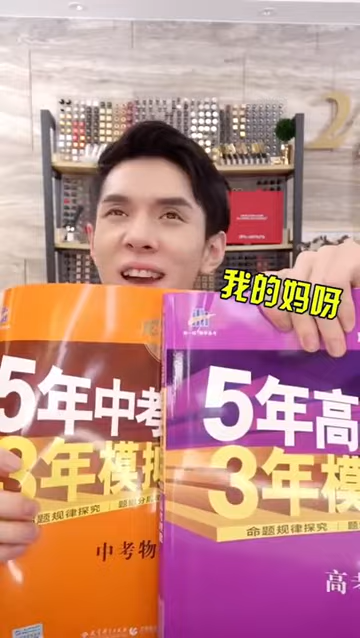 我的妈呀
5年中考
3年模拟
命题规律探究
中考物
5年高
3年模
命题规律探究
高考